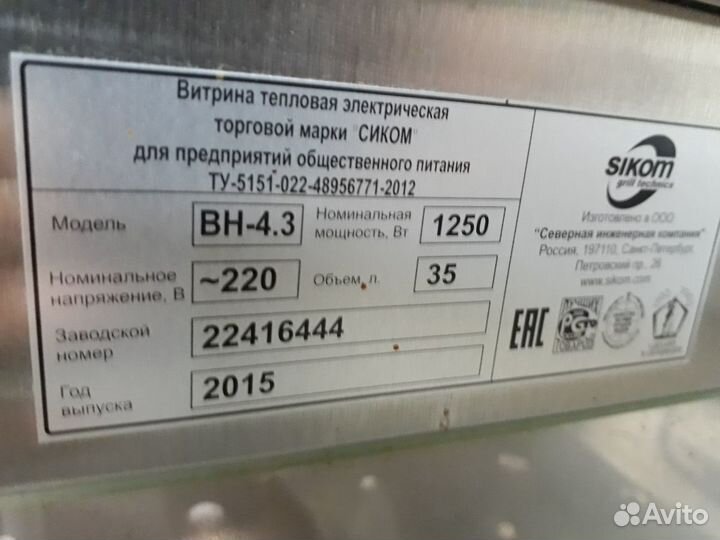 Витрина тепловая электрическая
торговой марки "СИКОМ"
для предприятий общественного питания
ТУ-5151-022-48956771-2012
Модель
ВН-4.3
Номинальная
мощность, Вт
1250
Номинальное
напряжение, В
~220
Объем, л.
35
Заводской
номер
22416444
Год
выпуска
2015
SIKOM
grill technics
Изготовлено в ООО
"Северная инженерная компания"
Россия, 197110, Санкт-Петербург,
Петровский пр., 26
www.sikom.com
EAC
ЛУЧШИХ
ТОВАРОВ
Avito